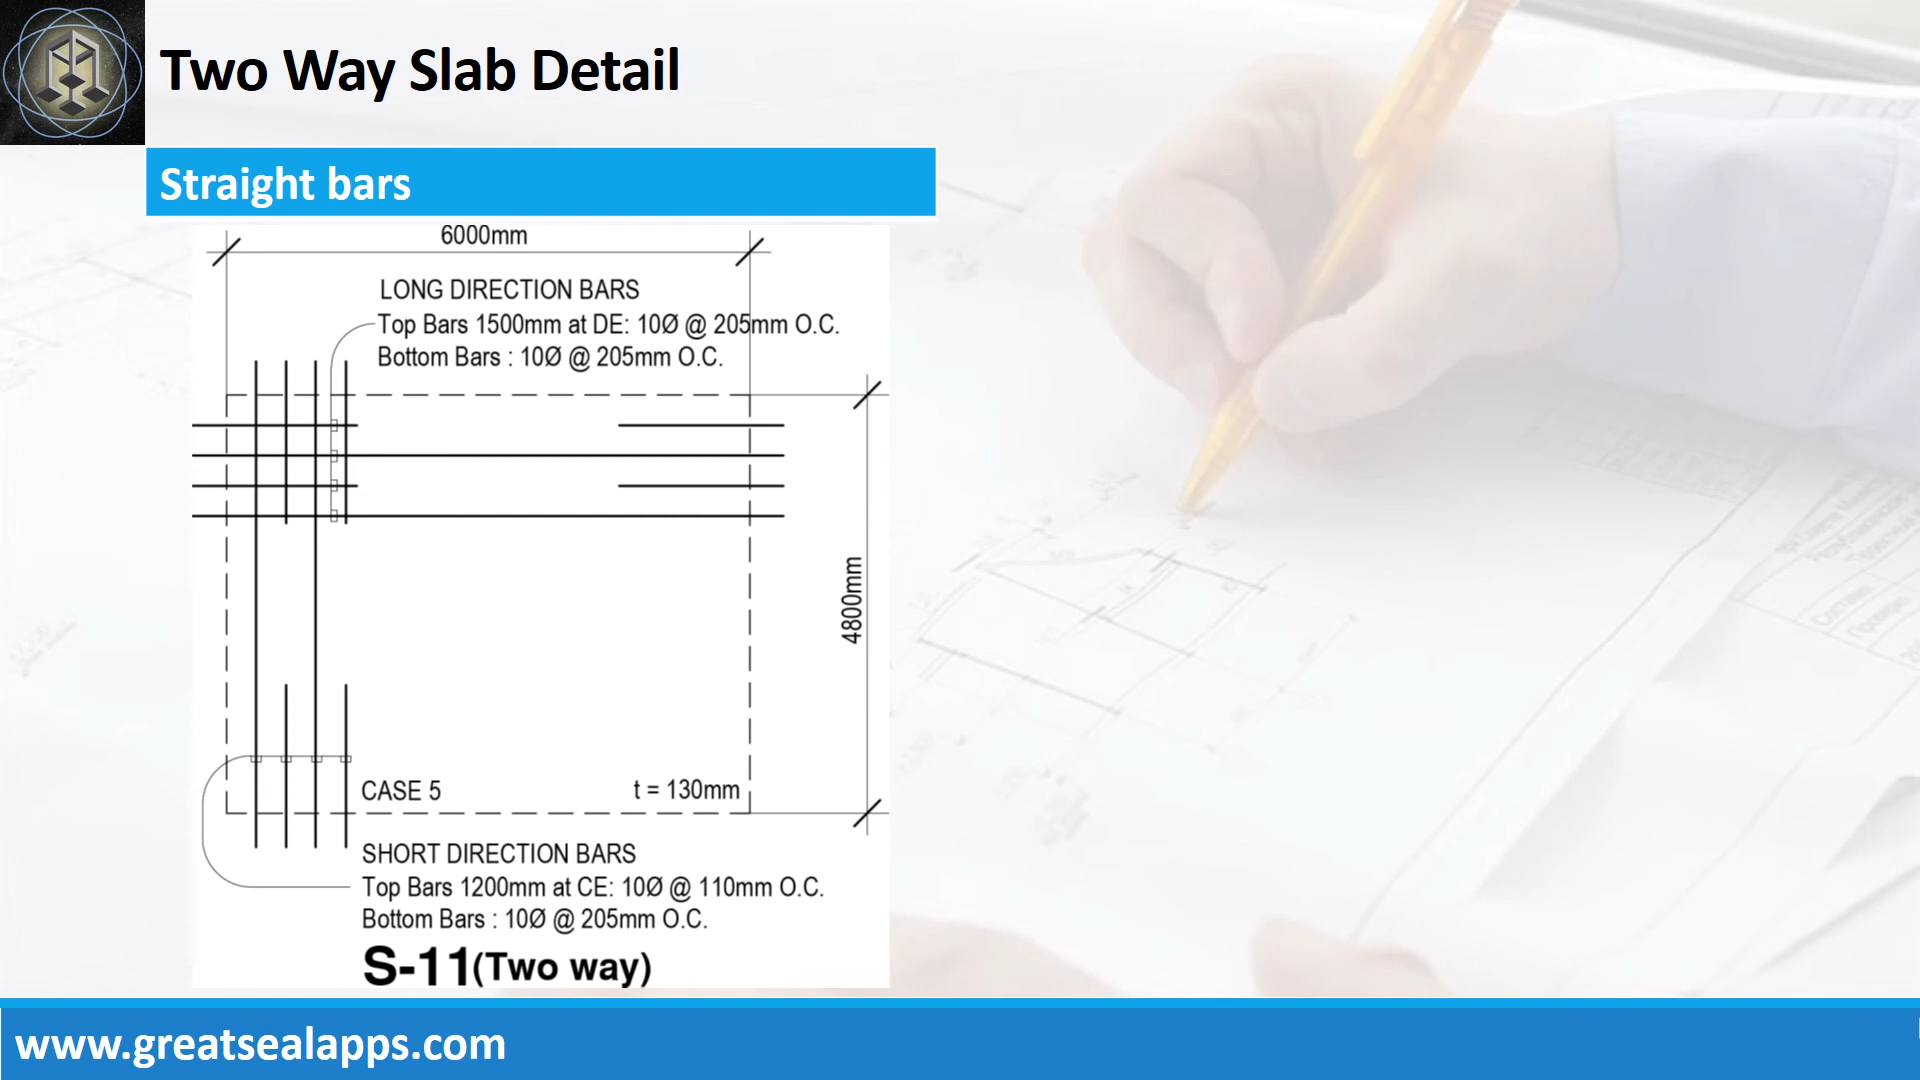 Two Way Slab Detail
Straight bars
6000mm
LONG DIRECTION BARS
Top Bars 1500mm at DE: 10Ø @ 205mm O.C.
Bottom Bars : 10Ø @ 205mm O.C.
4800mm
CASE 5
t = 130mm
SHORT DIRECTION BARS
Top Bars 1200mm at CE: 10Ø @ 110mm O.C.
Bottom Bars : 10Ø @ 205mm O.C.
S-11(Two way)
www.greatsealapps.com